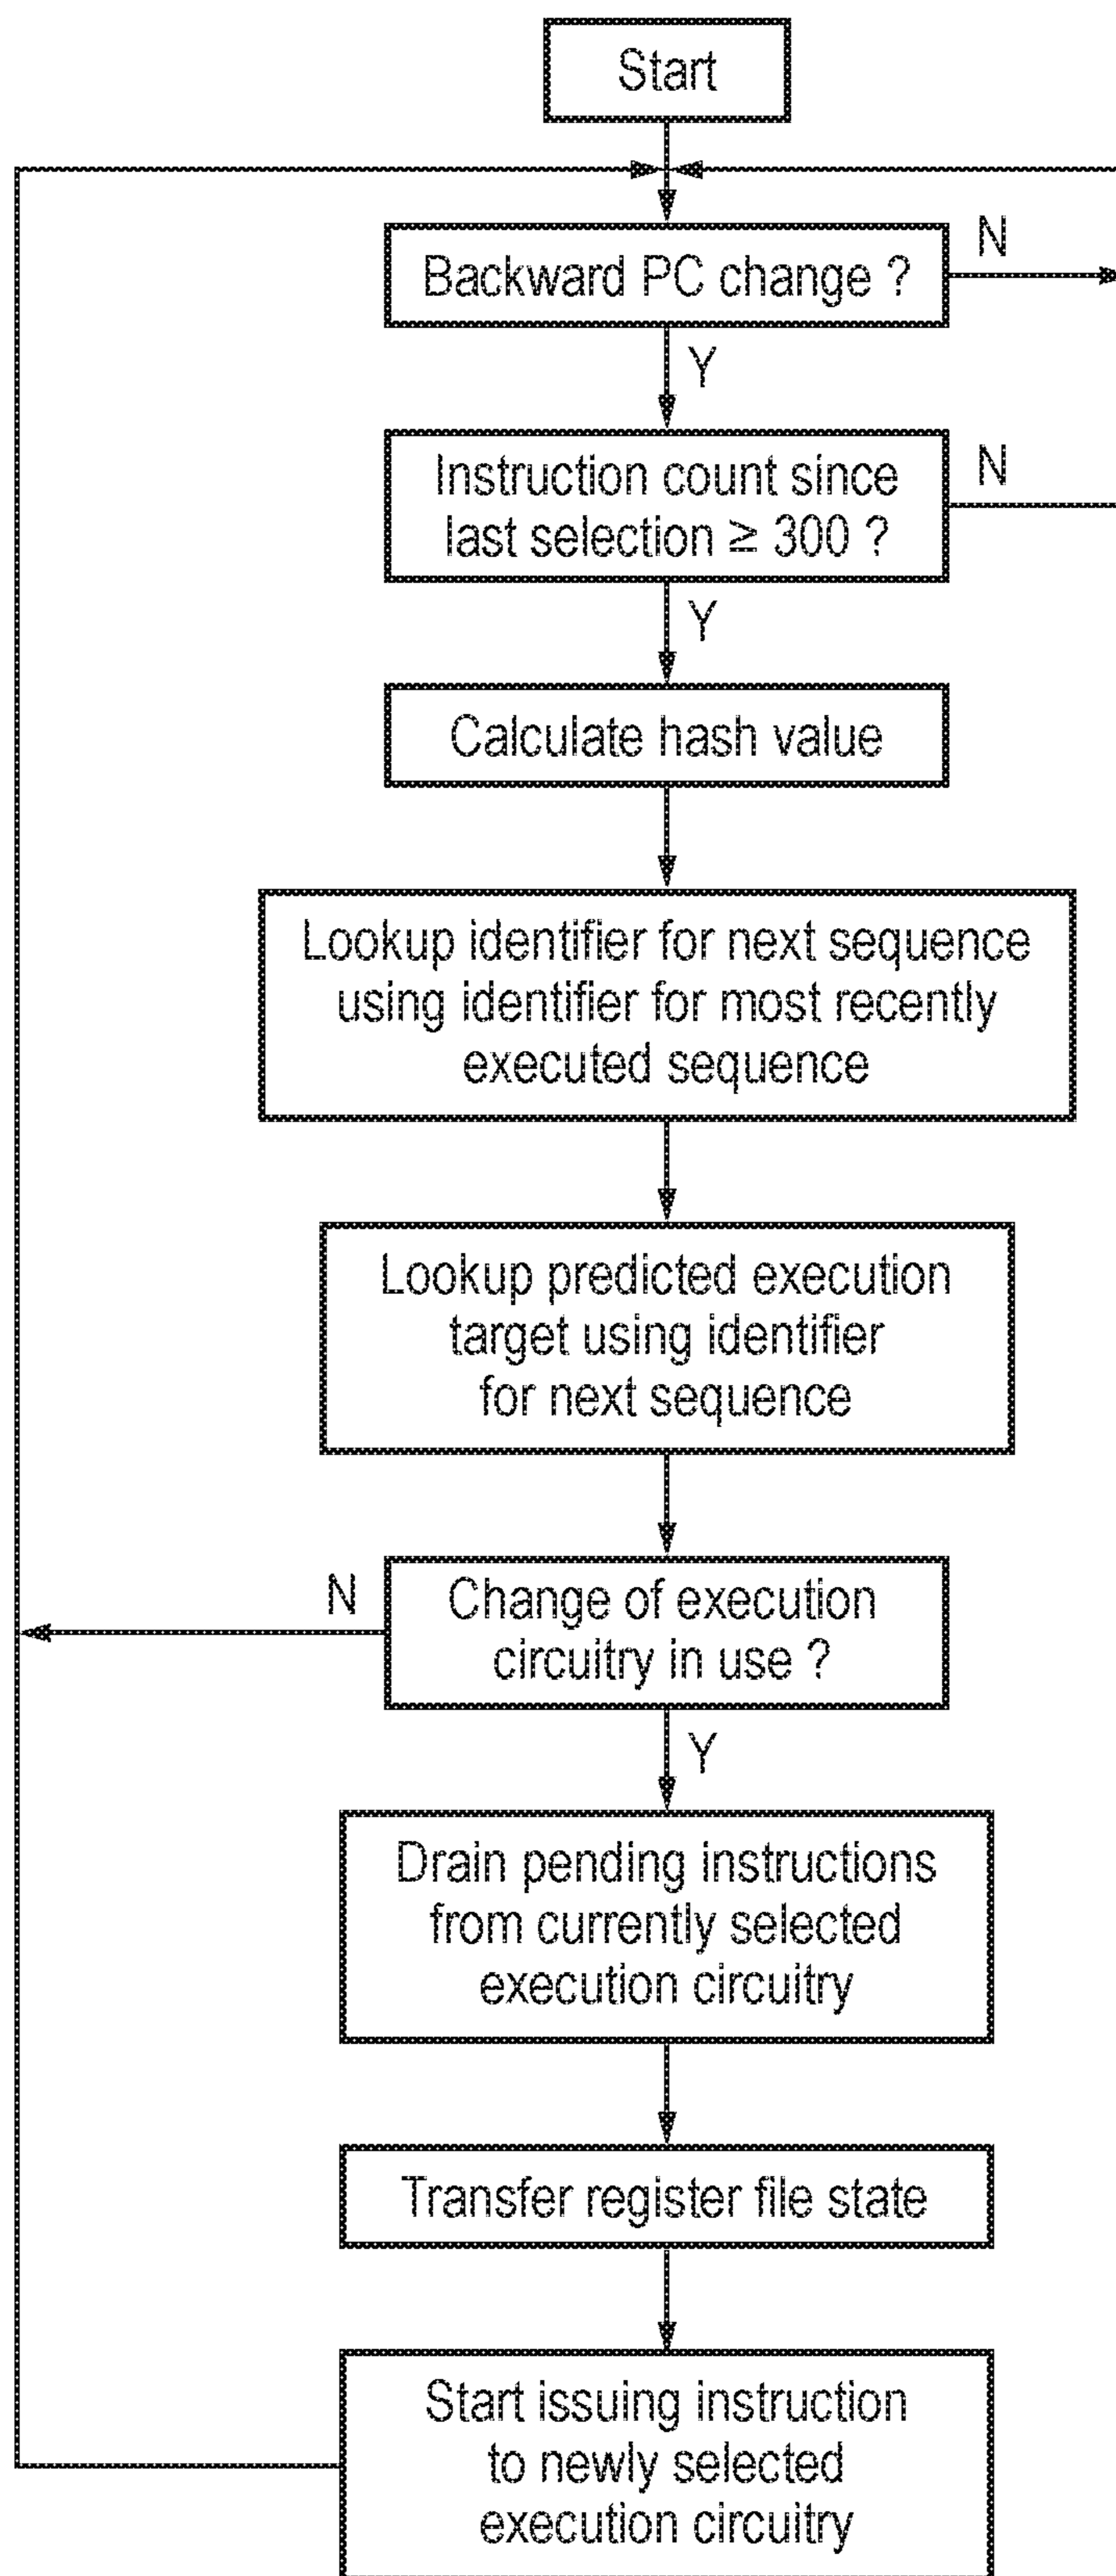 Start
Backward PC change ?
N
Y
Instruction count since
last selection ≥ 300 ?
N
Y
Calculate hash value
Lookup identifier for next sequence
using identifier for most recently
executed sequence
Lookup predicted execution
target using identifier
for next sequence
N
Change of execution
circuitry in use ?
Y
Drain pending instructions
from currently selected
execution circuitry
Transfer register file state
Start issuing instruction
to newly selected
execution circuitry